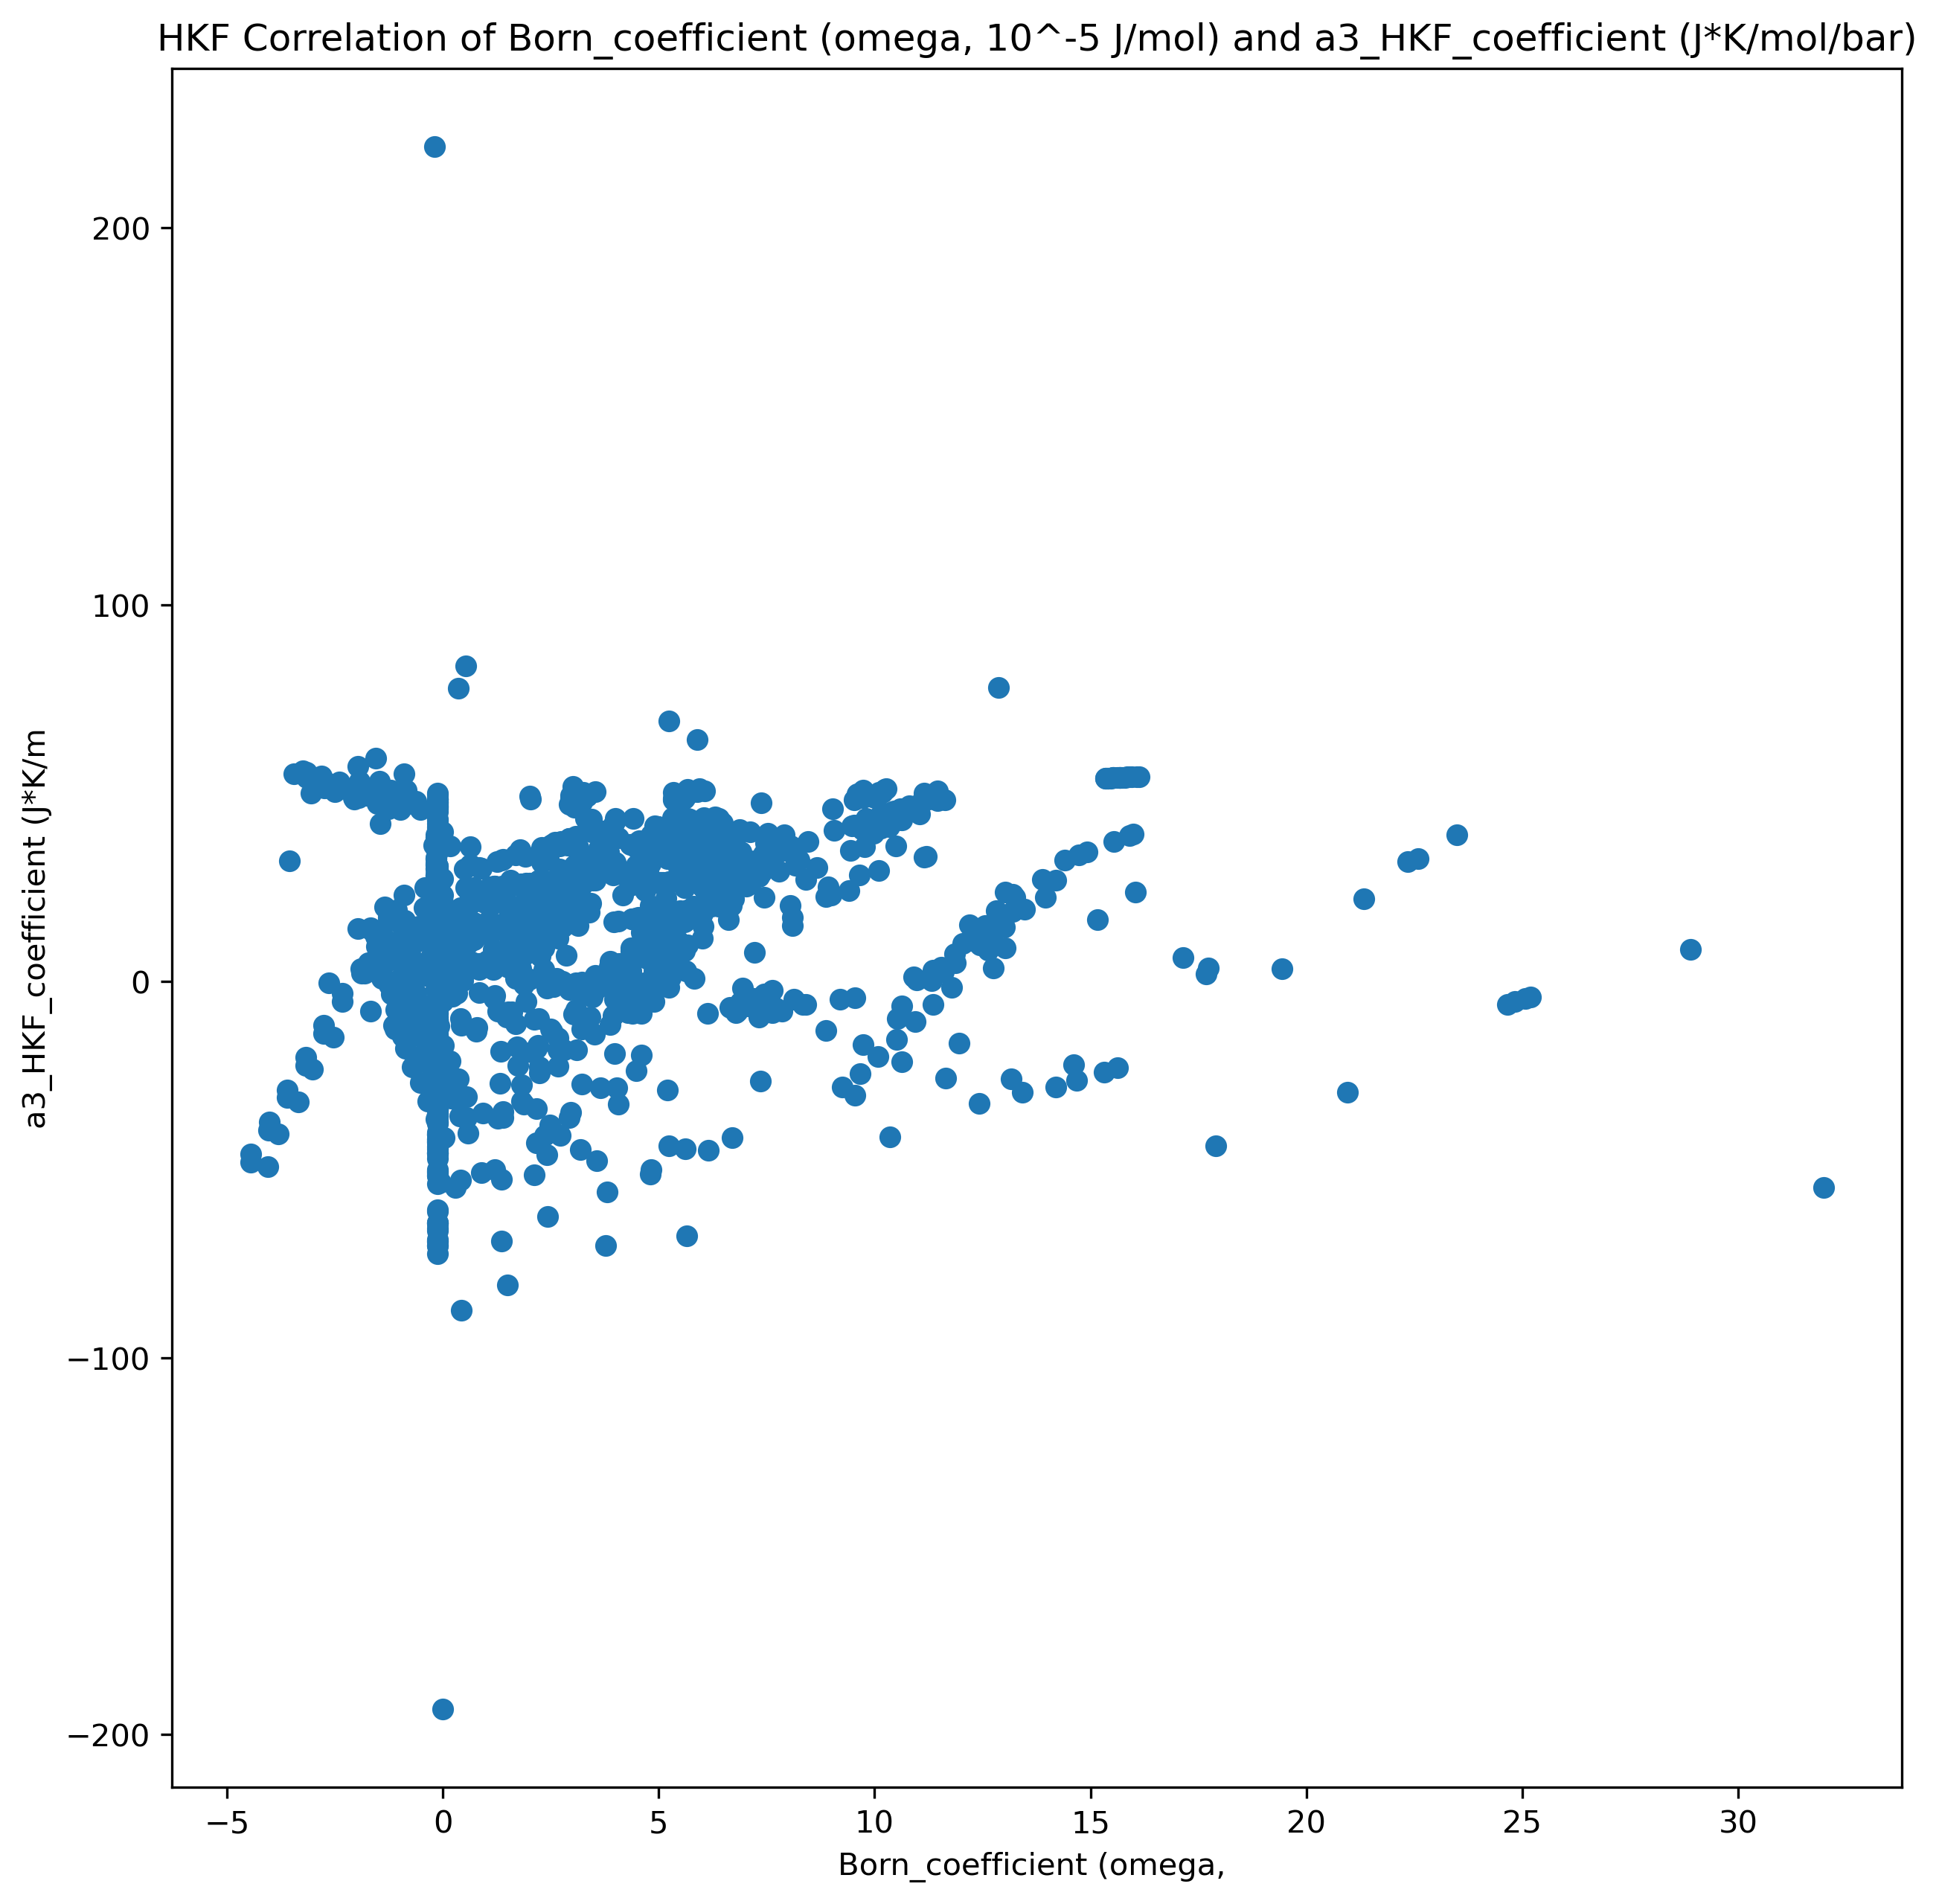 HKF Correlation of Born_coefficient (omega, 10^-5 J/mol) and a3_HKF_coefficient (J*K/mol/bar)
a3_HKF_coefficient (J*K/m
200
100
0
−100
−200
−5 0 5 10 15 20 25 30
Born_coefficient (omega,